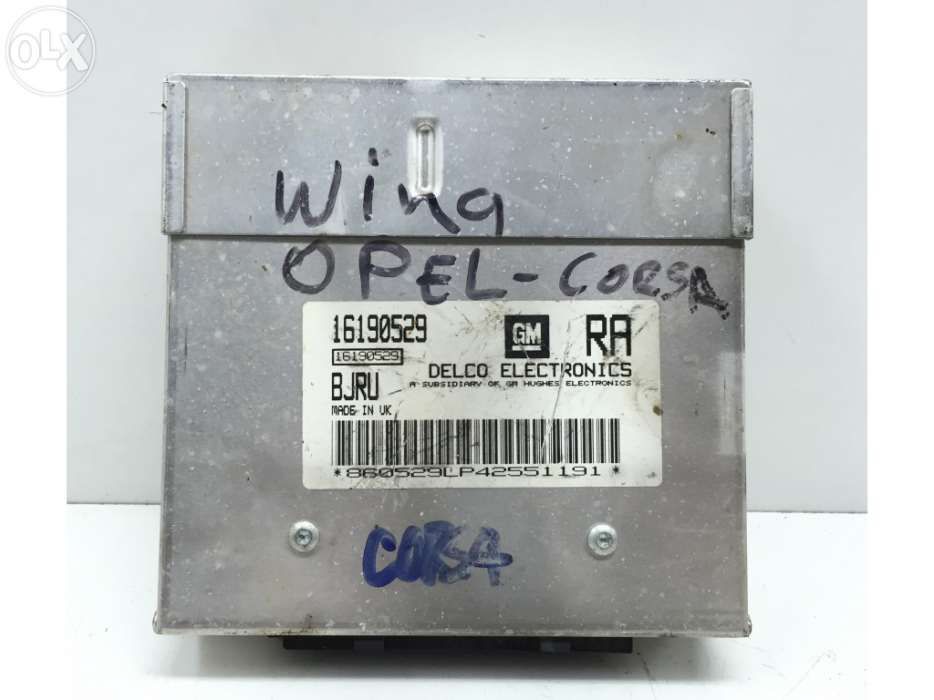 OLX
Wing
OPEL-CORSA
16190529 GM RA
16190529
DELCO ELECTRONICS
A SUBSIDIARY OF GM HUGHES ELECTRONICS
BJRU
MADE IN UK
*860529LP42551191*
CORSA